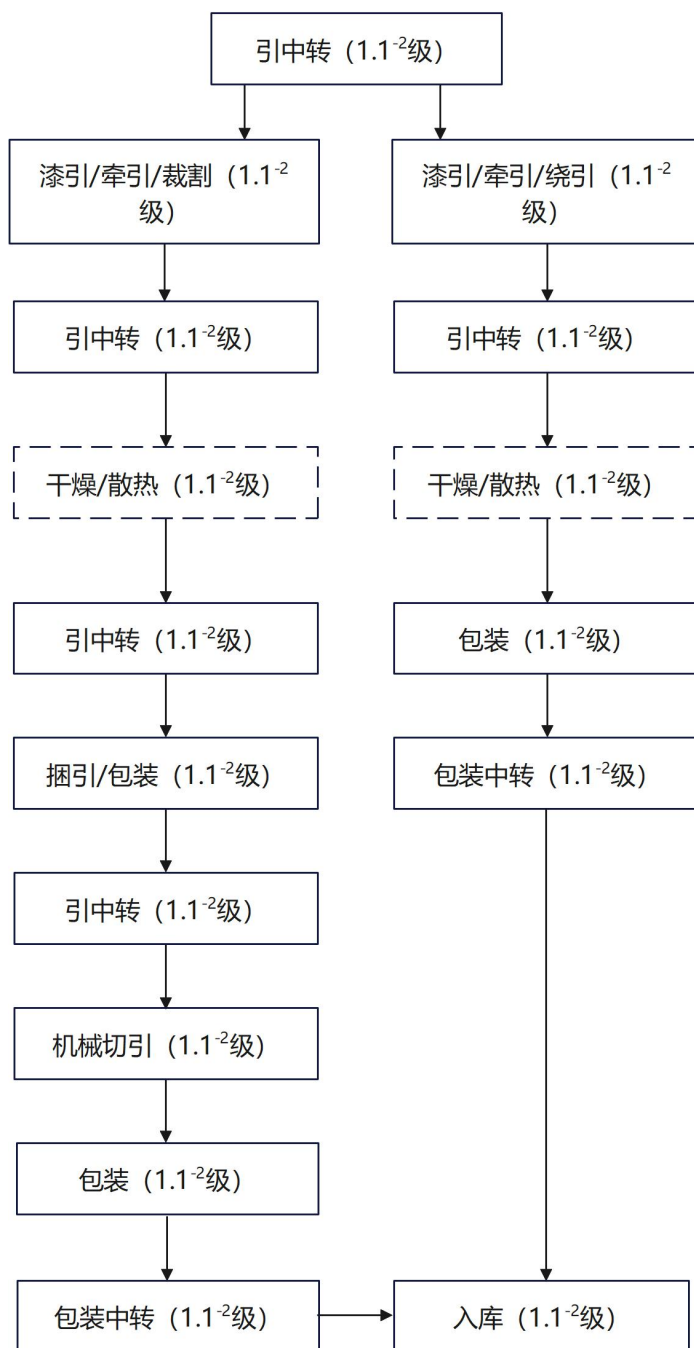 引中转（1.1⁻²级）
漆引/牵引/裁割（1.1⁻²
级）
漆引/牵引/绕引（1.1⁻²
级）
引中转（1.1⁻²级）
引中转（1.1⁻²级）
干燥/散热（1.1⁻²级）
干燥/散热（1.1⁻²级）
引中转（1.1⁻²级）
包装（1.1⁻²级）
捆引/包装（1.1⁻²级）
包装中转（1.1⁻²级）
引中转（1.1⁻²级）
机械切引（1.1⁻²级）
包装（1.1⁻²级）
包装中转（1.1⁻²级）
入库（1.1⁻²级）